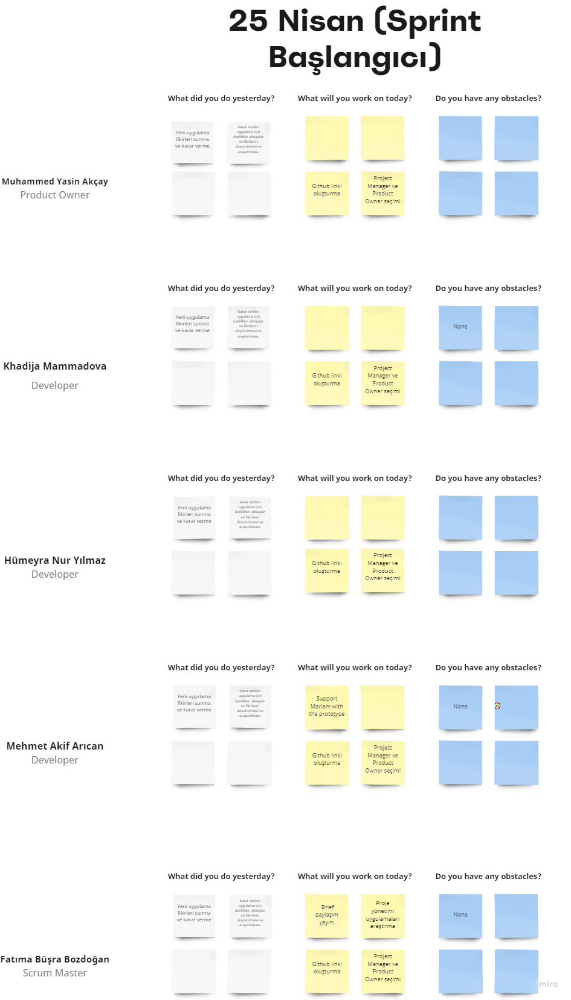 25 Nisan (Sprint
Başlangıcı)
What did you do yesterday?
What will you work on today?
Do you have any obstacles?
Yeni uygulama
fikirleri sunma
ve karar verme
Karar verilen
uygulama için
özellikler ,detaylar
ve fikirlerin
düşünülmesi ve
araştırılması.
Muhammed Yasin Akçay
Product Owner
Github linki
oluşturma
Project
Manager ve
Product
Owner seçimi
What did you do yesterday?
What will you work on today?
Do you have any obstacles?
Yeni uygulama
fikirleri sunma
ve karar verme
Karar verilen
uygulama için
özellikler ,detaylar
ve fikirlerin
düşünülmesi ve
araştırılması.
None
Khadija Mammadova
Developer
Github linki
oluşturma
Project
Manager ve
Product
Owner seçimi
What did you do yesterday?
What will you work on today?
Do you have any obstacles?
Yeni uygulama
fikirleri sunma
ve karar verme
Karar verilen
uygulama için
özellikler ,detaylar
ve fikirlerin
düşünülmesi ve
araştırılması.
Hümeyra Nur Yılmaz
Developer
Github linki
oluşturma
Project
Manager ve
Product
Owner seçimi
What did you do yesterday?
What will you work on today?
Do you have any obstacles?
Yeni uygulama
fikirleri sunma
ve karar verme
Karar verilen
uygulama için
özellikler ,detaylar
ve fikirlerin
düşünülmesi ve
araştırılması.
Support
Mariam with
the prototype
None
Mehmet Akif Arıcan
Developer
Github linki
oluşturma
Project
Manager ve
Product
Owner seçimi
What did you do yesterday?
What will you work on today?
Do you have any obstacles?
Yeni uygulama
fikirleri sunma
ve karar verme
Karar verilen
uygulama için
özellikler ,detaylar
ve fikirlerin
düşünülmesi ve
araştırılması.
Brief
paylaşım
yayını
Proje
yönetimi
uygulamaları
araştırma
None
Fatıma Büşra Bozdoğan
Scrum Master
Github linki
oluşturma
Project
Manager ve
Product
Owner seçimi
miro